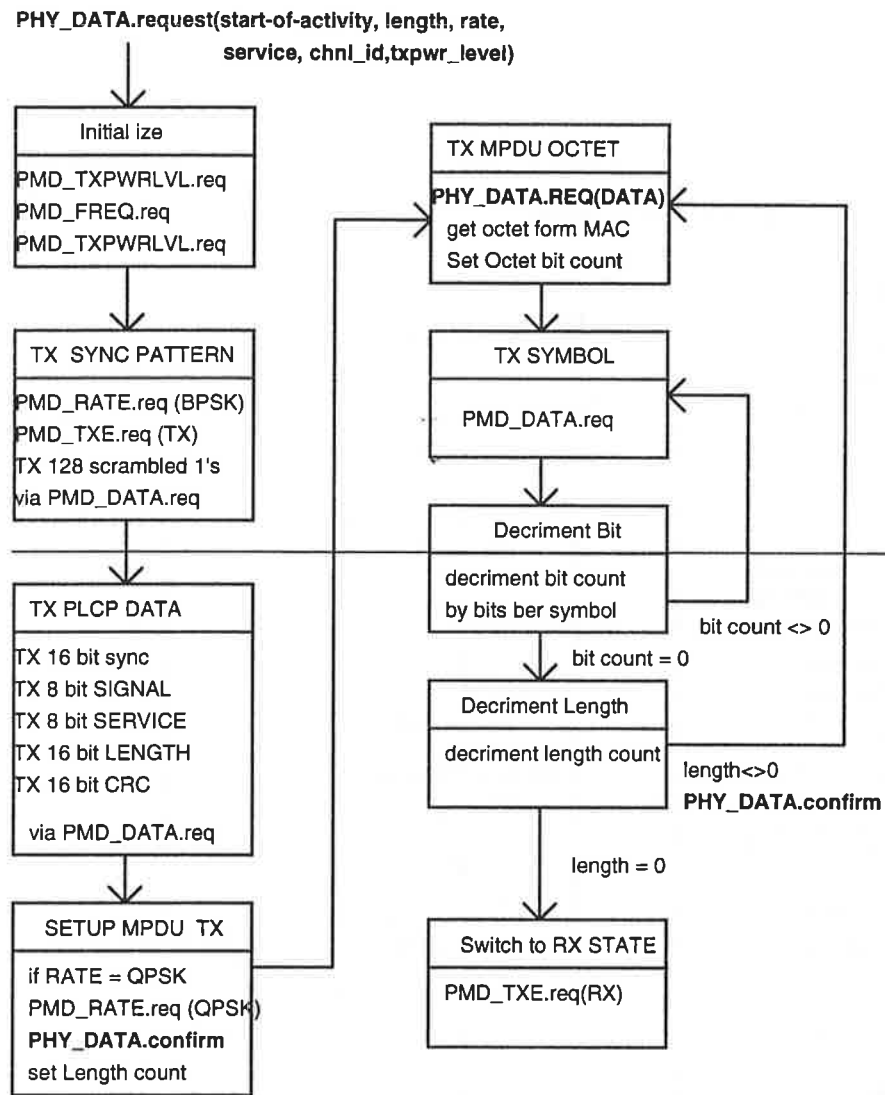 PHY_DATA.request(start-of-activity, length, rate,
service, chnl_id,txpwr_level)
Initial ize
PMD_TXPWRLVL.req
PMD_FREQ.req
PMD_TXPWRLVL.req
TX SYNC PATTERN
PMD_RATE.req (BPSK)
PMD_TXE.req (TX)
TX 128 scrambled 1's
via PMD_DATA.req
TX PLCP DATA
TX 16 bit sync
TX 8 bit SIGNAL
TX 8 bit SERVICE
TX 16 bit LENGTH
TX 16 bit CRC
via PMD_DATA.req
SETUP MPDU TX
if RATE = QPSK
PMD_RATE.req (QPSK)
PHY_DATA.confirm
set Length count
TX MPDU OCTET
PHY_DATA.REQ(DATA)
get octet form MAC
Set Octet bit count
TX SYMBOL
PMD_DATA.req
Decriment Bit
decriment bit count
by bits ber symbol
bit count <> 0
bit count = 0
Decriment Length
decriment length count
length<>0
PHY_DATA.confirm
length = 0
Switch to RX STATE
PMD_TXE.req(RX)